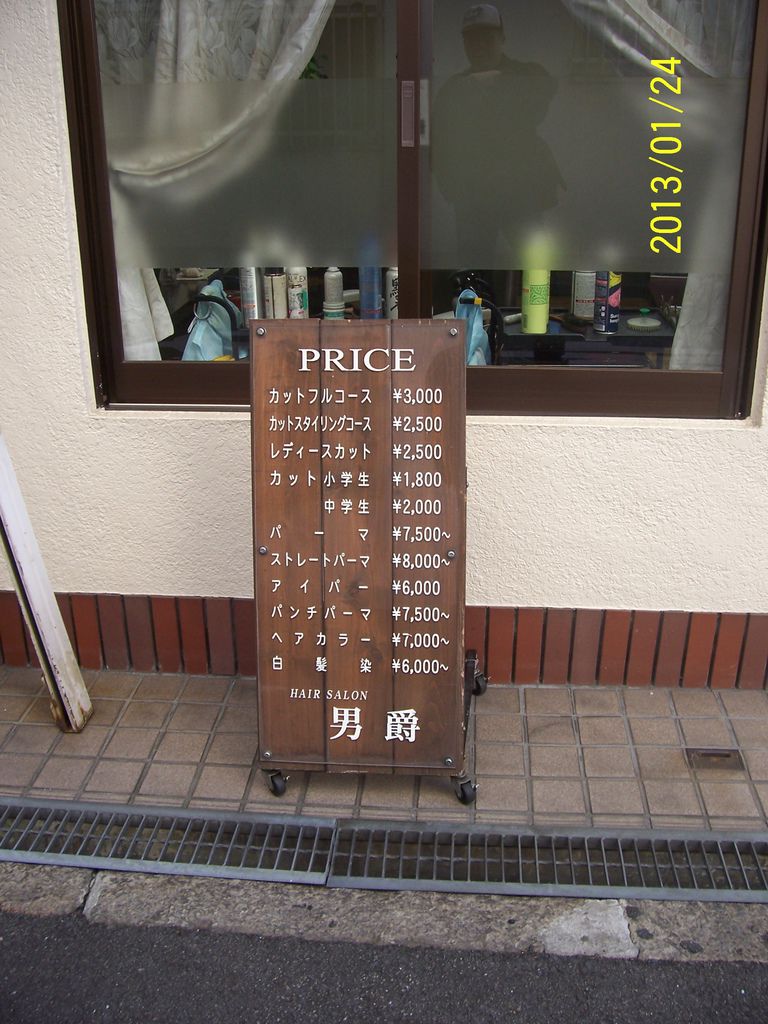 2013/01/24
PRICE
カットフルコース ¥3,000
カットスタイリングコース ¥2,500
レディースカット ¥2,500
カット小学生 ¥1,800
中学生 ¥2,000
パーマ ¥7,500~
ストレートパーマ ¥8,000~
アイパー ¥6,000
パンチパーマ ¥7,500~
ヘアカラー ¥7,000~
白髪染 ¥6,000~
HAIR SALON
男爵